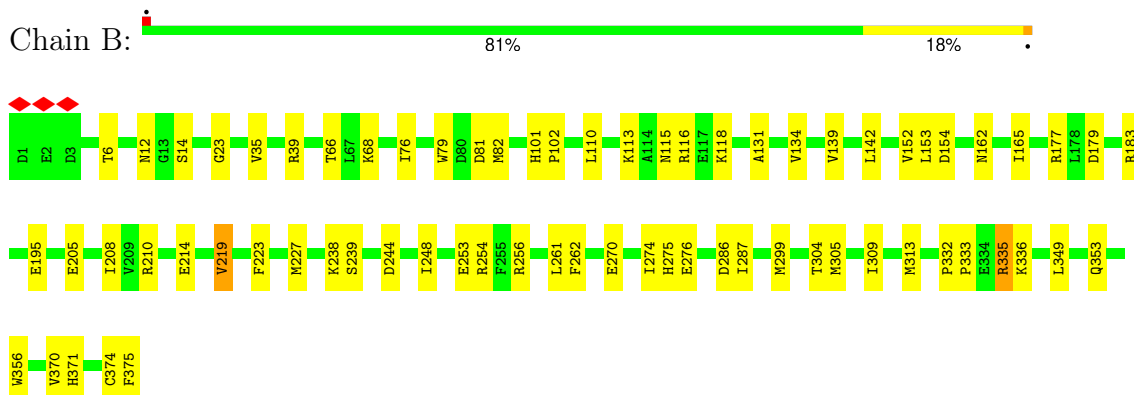 Chain B:
81% 18%
D1 E2 D3 T6 N12 G13 S14 G23 V35 R39 T66 L67 K68 I76 W79 D80 D81 M82 H101 P102 L110 K113 A114 N115 R116 E117 K118 A131 V134 V139 L142 V152 L153 D154 N162 I165 R177 L178 D179 R183
E195 E205 I208 V209 R210 E214 V219 F223 M227 K238 S239 D244 I248 E253 R254 F255 R256 L261 F262 E270 I274 H275 E276 D286 I287 M299 T304 M305 I309 M313 P332 P333 E334 R335 K336 L349 Q353
W356 V370 H371 C374 F375